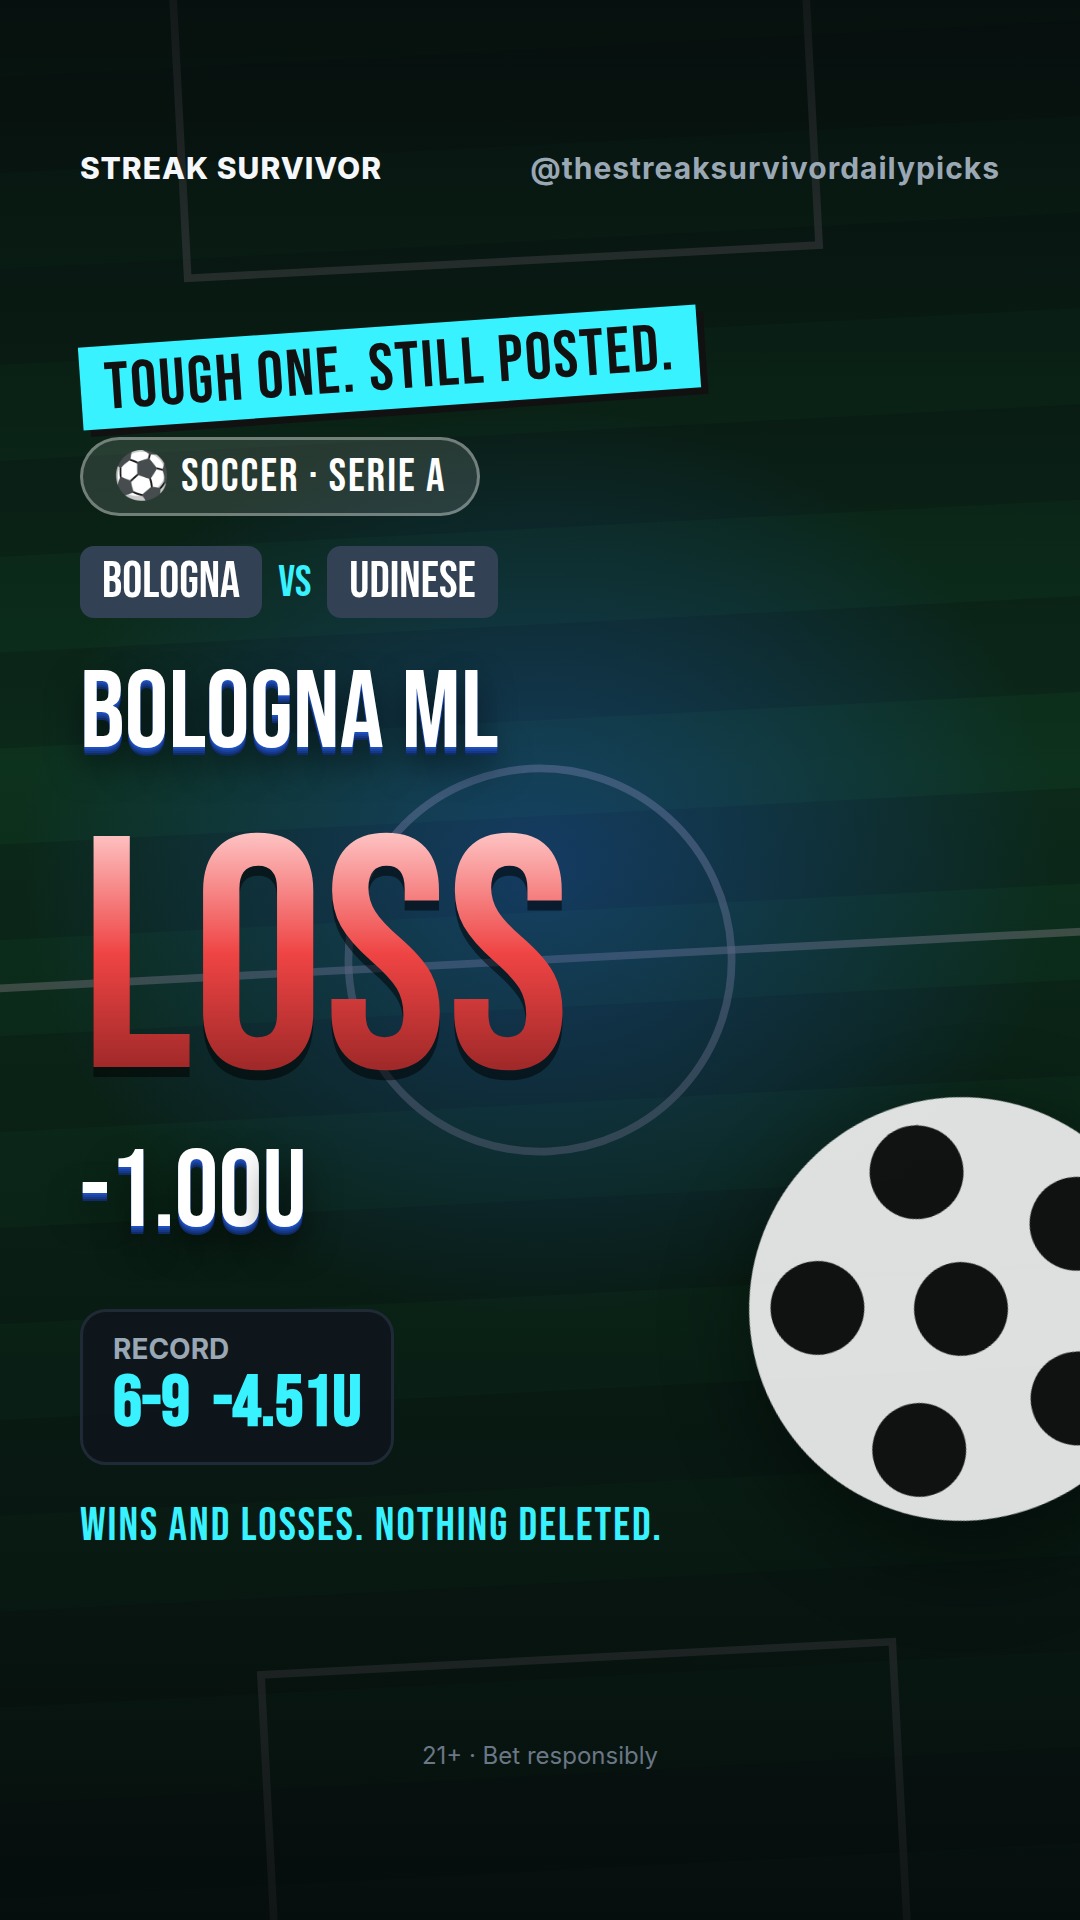 STREAK SURVIVOR
@thestreaksurvivordailypicks
TOUGH ONE. STILL POSTED.
SOCCER · SERIE A
BOLOGNA VS UDINESE
BOLOGNA ML
LOSS
-1.00U
RECORD
6-9 -4.51U
WINS AND LOSSES. NOTHING DELETED.
21+ · Bet responsibly